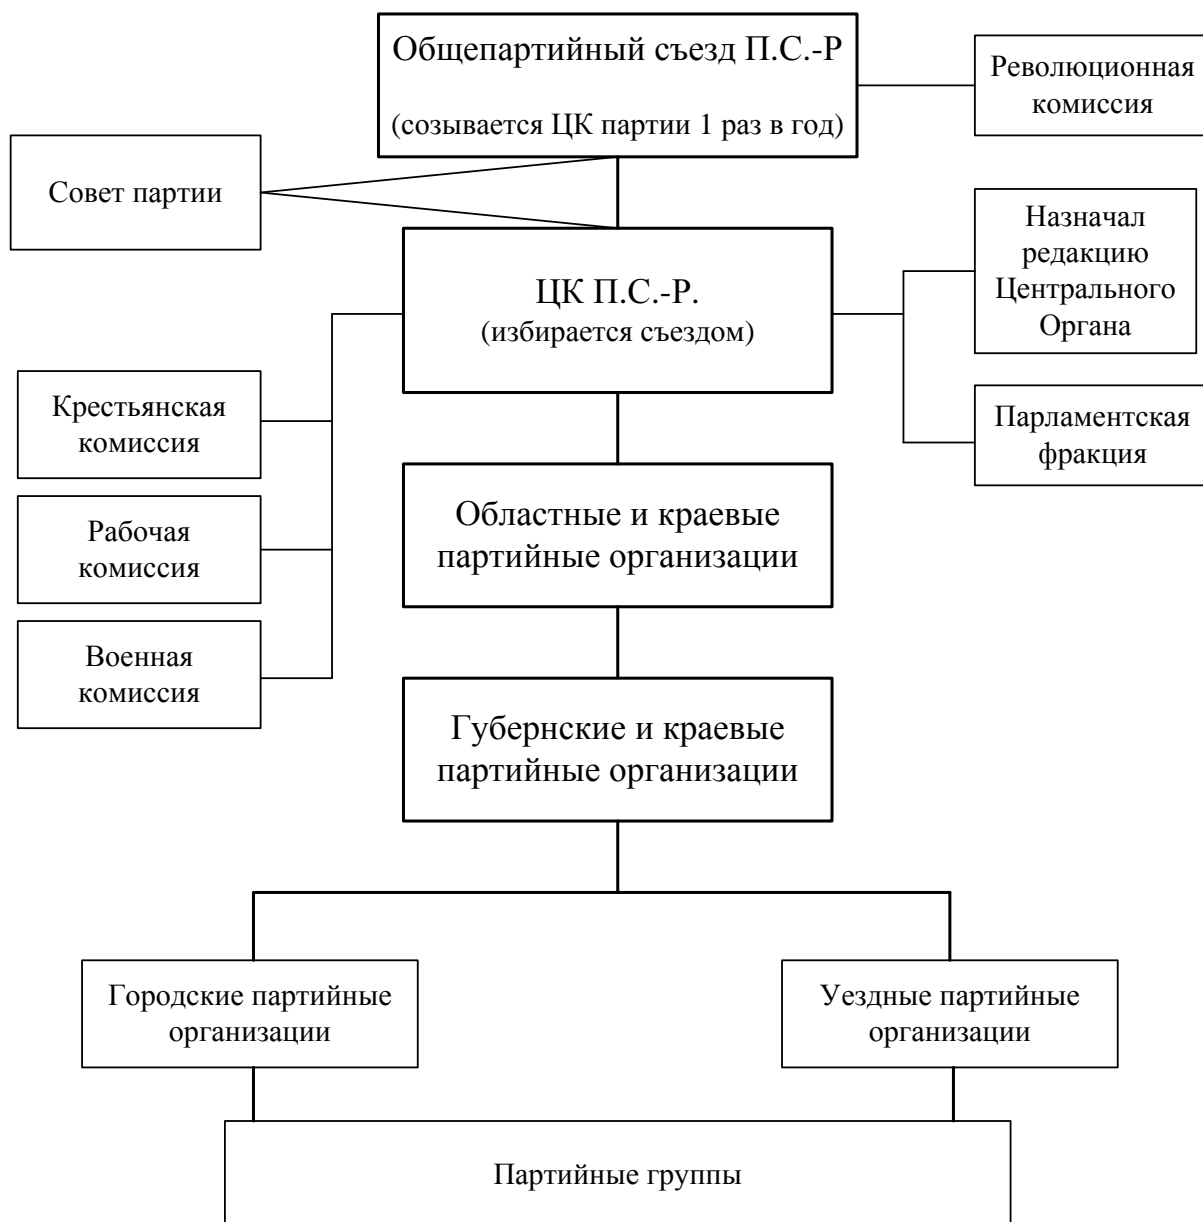 Общепартийный съезд П.С.-Р
(созывается ЦК партии 1 раз в год)
Революционная
комиссия
Совет партии
ЦК П.С.-Р.
(избирается съездом)
Назначал
редакцию
Центрального
Органа
Парламентская
фракция
Крестьянская
комиссия
Рабочая
комиссия
Военная
комиссия
Областные и краевые
партийные организации
Губернские и краевые
партийные организации
Городские партийные
организации
Уездные партийные
организации
Партийные группы